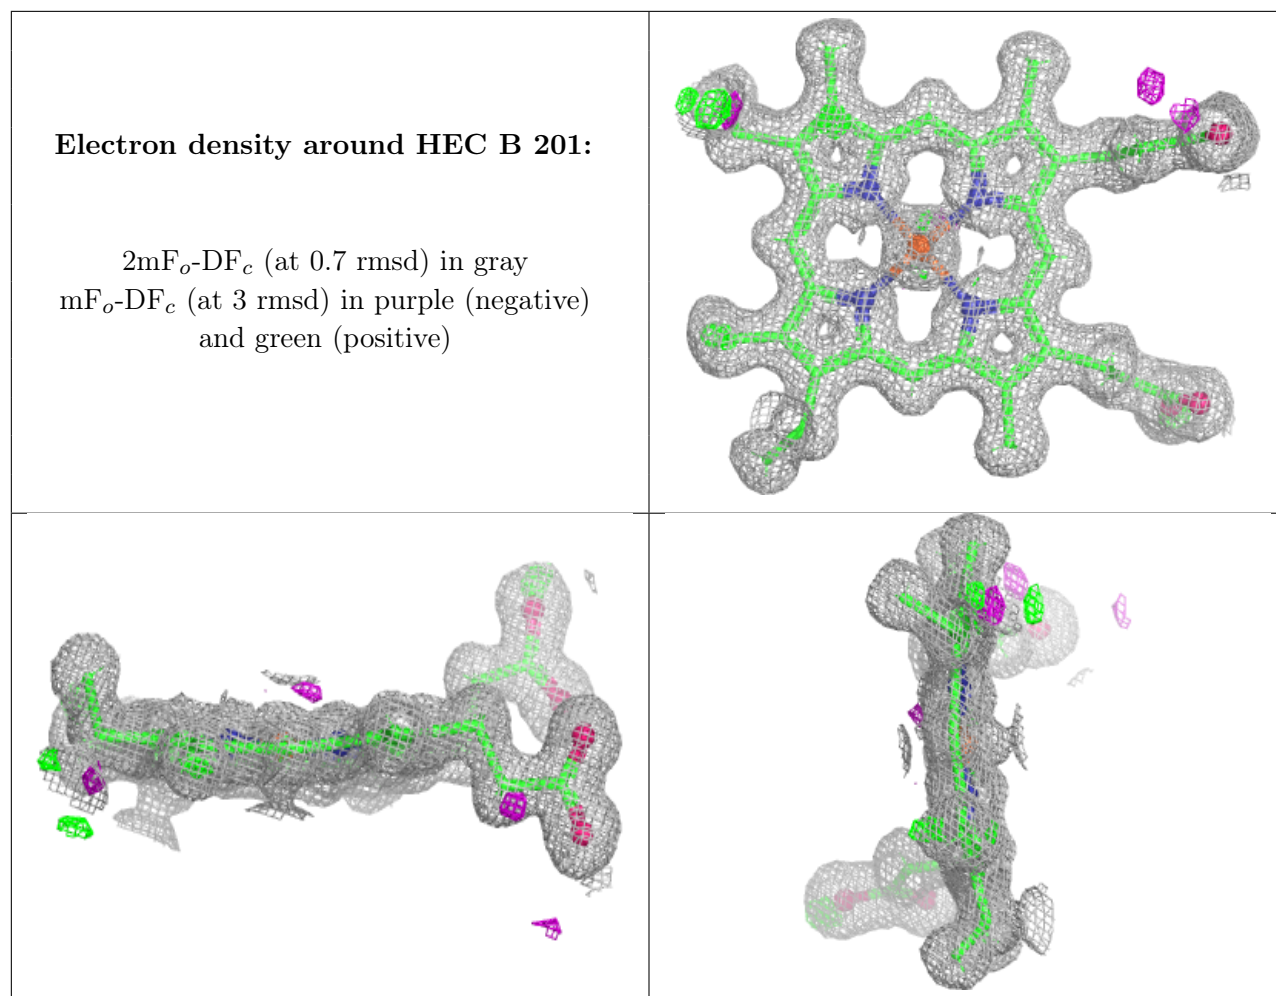 Electron density around HEC B 201:
2mFₒ-DF𝒸 (at 0.7 rmsd) in gray
mFₒ-DF𝒸 (at 3 rmsd) in purple (negative)
and green (positive)